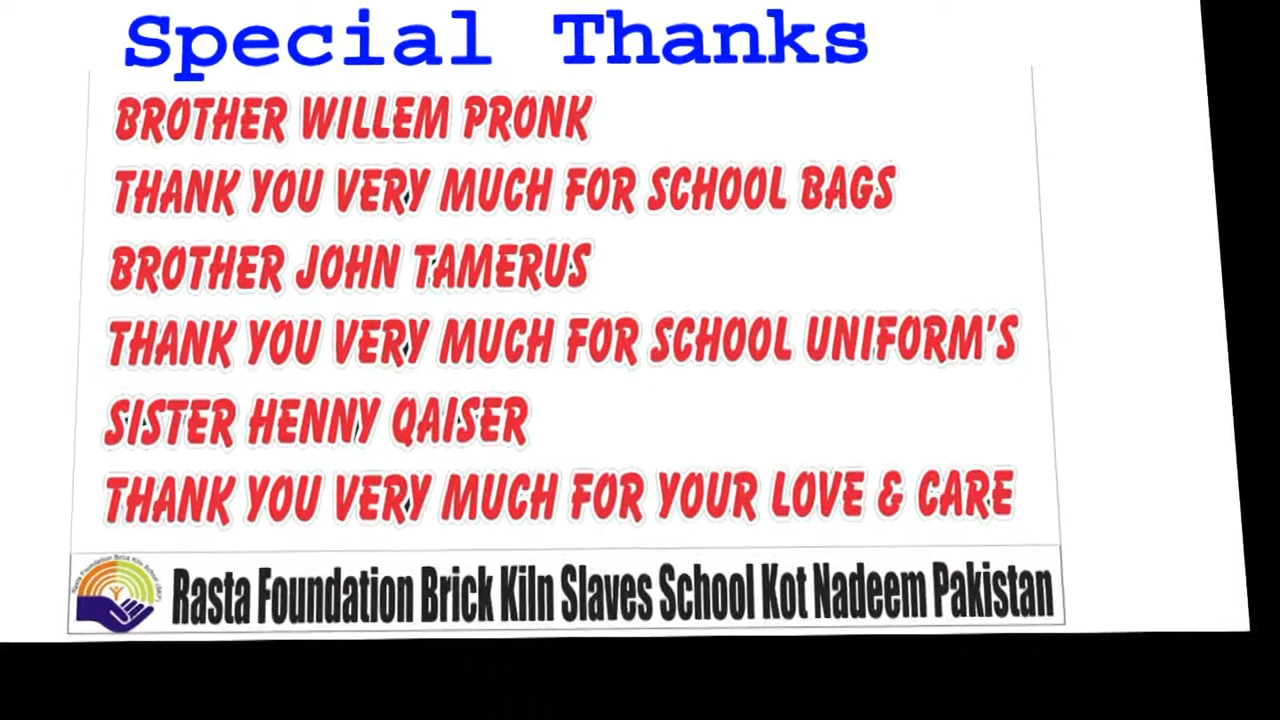 Special Thanks
BROTHER WILLEM PRONK
THANK YOU VERY MUCH FOR SCHOOL BAGS
BROTHER JOHN TAMERUS
THANK YOU VERY MUCH FOR SCHOOL UNIFORM'S
SISTER HENNY QAISER
THANK YOU VERY MUCH FOR YOUR LOVE & CARE
Rasta Foundation Brick Kiln Slaves School Kot Nadeem Pakistan